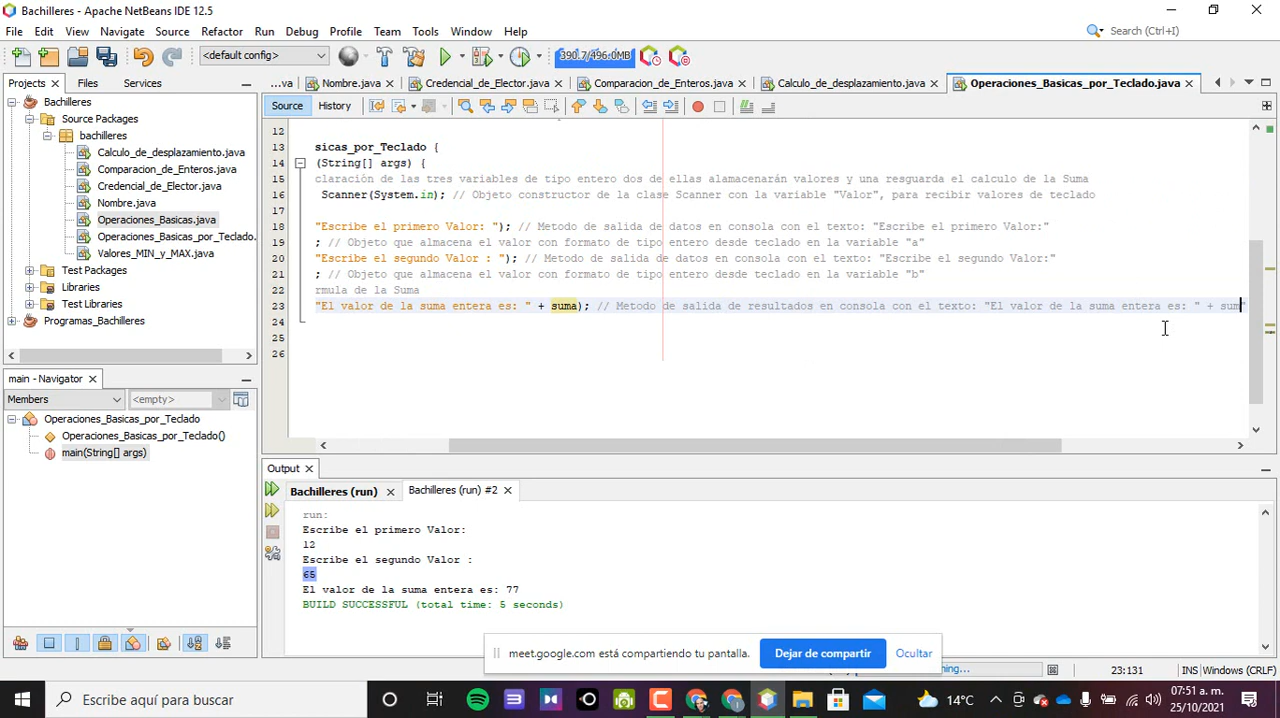 Bachilleres - Apache NetBeans IDE 12.5
File Edit View Navigate Source Refactor Run Debug Profile Team Tools Window Help Search (Ctrl+I)
<default config> 390.7/496.0MB
Projects Files Services
...va Nombre.java Credencial_de_Elector.java Comparacion_de_Enteros.java Calculo_de_desplazamiento.java Operaciones_Basicas_por_Teclado.java
Source History
Bachilleres
Source Packages
bachilleres
Calculo_de_desplazamiento.java
Comparacion_de_Enteros.java
Credencial_de_Elector.java
Nombre.java
Operaciones_Basicas.java
Operaciones_Basicas_por_Teclado.
Valores_MIN_y_MAX.java
Test Packages
Libraries
Test Libraries
Programas_Bachilleres
12
13 sicas_por_Teclado {
14 (String[] args) {
15 claración de las tres variables de tipo entero dos de ellas alamacenarán valores y una resguarda el calculo de la Suma
16 Scanner(System.in); // Objeto constructor de la clase Scanner con la variable "Valor", para recibir valores de teclado
17
18 "Escribe el primero Valor: "); // Metodo de salida de datos en consola con el texto: "Escribe el primero Valor:"
19 ; // Objeto que almacena el valor con formato de tipo entero desde teclado en la variable "a"
20 "Escribe el segundo Valor : "); // Metodo de salida de datos en consola con el texto: "Escribe el segundo Valor:"
21 ; // Objeto que almacena el valor con formato de tipo entero desde teclado en la variable "b"
22 rmula de la Suma
23 "El valor de la suma entera es: " + suma); // Metodo de salida de resultados en consola con el texto: "El valor de la suma entera es: " + sum"
24
25
26
main - Navigator
Members <empty>
Operaciones_Basicas_por_Teclado
Operaciones_Basicas_por_Teclado()
main(String[] args)
Output
Bachilleres (run) Bachilleres (run) #2
run:
Escribe el primero Valor:
12
Escribe el segundo Valor :
65
El valor de la suma entera es: 77
BUILD SUCCESSFUL (total time: 5 seconds)
meet.google.com está compartiendo tu pantalla. Dejar de compartir Ocultar
23:131 INS Windows (CRLF)
Escribe aquí para buscar
14°C
07:51 a. m.
25/10/2021